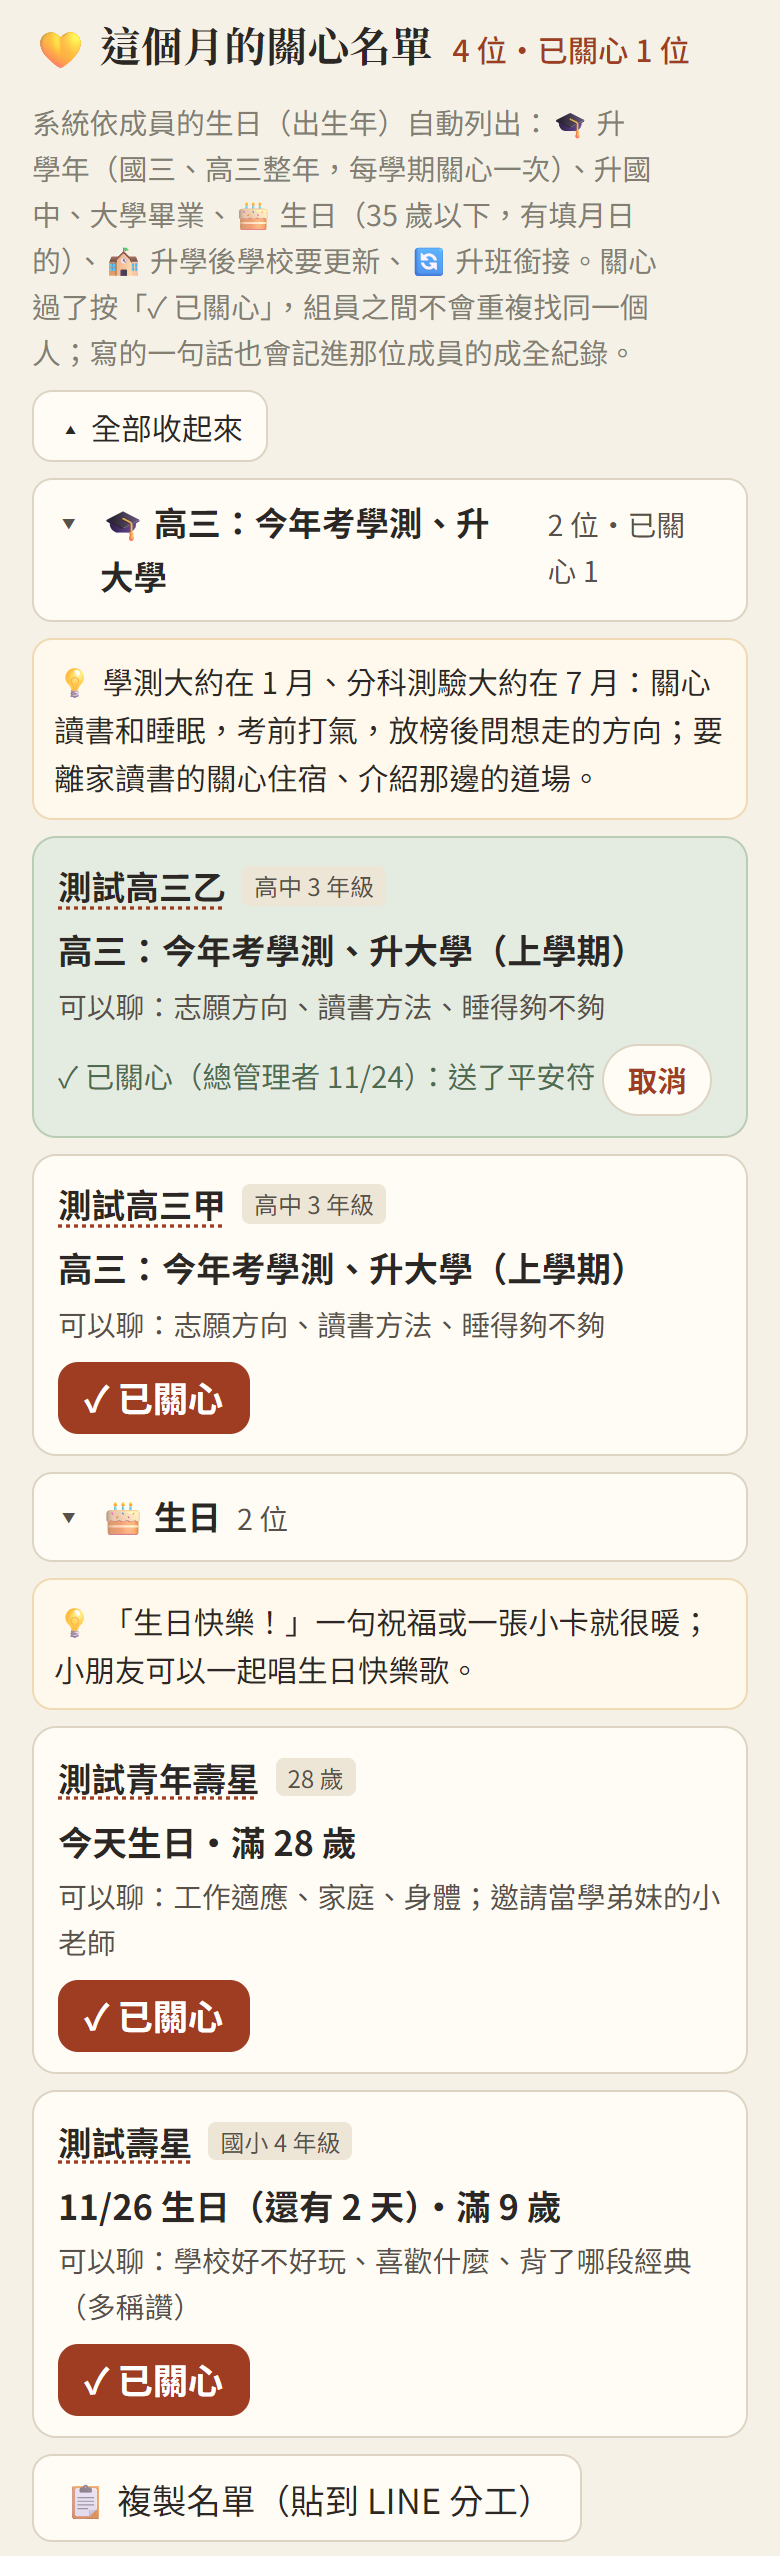 💛 這個月的關心名單 4 位・已關心 1 位
系統依成員的生日（出生年）自動列出：🎓 升
學年（國三、高三整年，每學期關心一次）、升國
中、大學畢業、🎂 生日（35 歲以下，有填月日
的）、🏫 升學後學校要更新、🔄 升班銜接。關心
過了按「✓ 已關心」，組員之間不會重複找同一個
人；寫的一句話也會記進那位成員的成全紀錄。
▴ 全部收起來
▾ 🎓 高三：今年考學測、升 2 位・已關
大學 心 1
💡 學測大約在 1 月、分科測驗大約在 7 月：關心
讀書和睡眠，考前打氣，放榜後問想走的方向；要
離家讀書的關心住宿、介紹那邊的道場。
測試高三乙 高中 3 年級
高三：今年考學測、升大學（上學期）
可以聊：志願方向、讀書方法、睡得夠不夠
✓ 已關心（總管理者 11/24）：送了平安符 取消
測試高三甲 高中 3 年級
高三：今年考學測、升大學（上學期）
可以聊：志願方向、讀書方法、睡得夠不夠
✓ 已關心
▾ 🎂 生日 2 位
💡 「生日快樂！」一句祝福或一張小卡就很暖；
小朋友可以一起唱生日快樂歌。
測試青年壽星 28 歲
今天生日・滿 28 歲
可以聊：工作適應、家庭、身體；邀請當學弟妹的小
老師
✓ 已關心
測試壽星 國小 4 年級
11/26 生日（還有 2 天）・滿 9 歲
可以聊：學校好不好玩、喜歡什麼、背了哪段經典
（多稱讚）
✓ 已關心
📋 複製名單（貼到 LINE 分工）